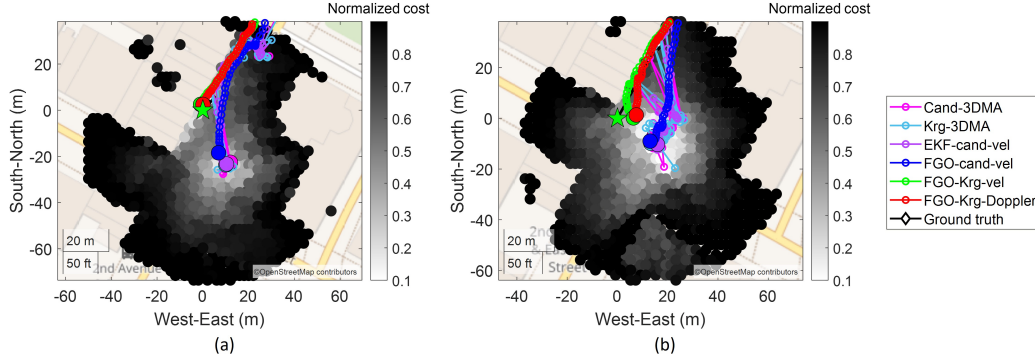 Normalized cost
0.9
0.8
0.7
0.6
0.5
0.4
0.3
0.2
0.1
20
0
-20
-40
-60
South-North (m)
20 m
50 ft
2nd Avenue
©OpenStreetMap contributors
-60 -40 -20 0 20 40 60
West-East (m)
(a)
Normalized cost
0.8
0.7
0.6
0.5
0.4
0.3
0.2
0.1
20
0
-20
-40
-60
South-North (m)
20 m
50 ft
2nd
& Ea
Street
©OpenStreetMap contributors
-40 -20 0 20 40 60
West-East (m)
(b)
Cand-3DMA
Krg-3DMA
EKF-cand-vel
FGO-cand-vel
FGO-Krg-vel
FGO-Krg-Doppler
Ground truth